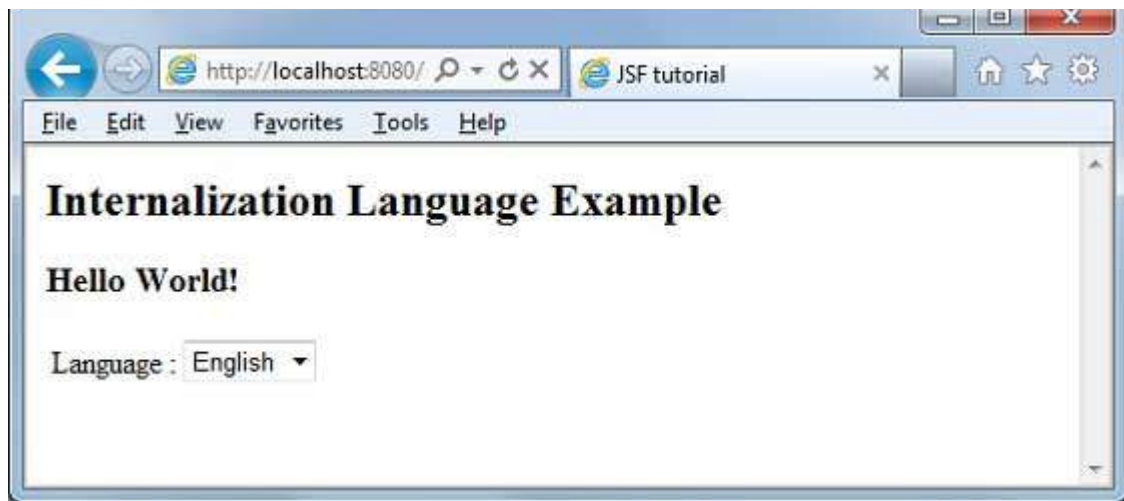 http://localhost:8080/ JSF tutorial
File Edit View Favorites Tools Help
Internalization Language Example
Hello World!
Language : English